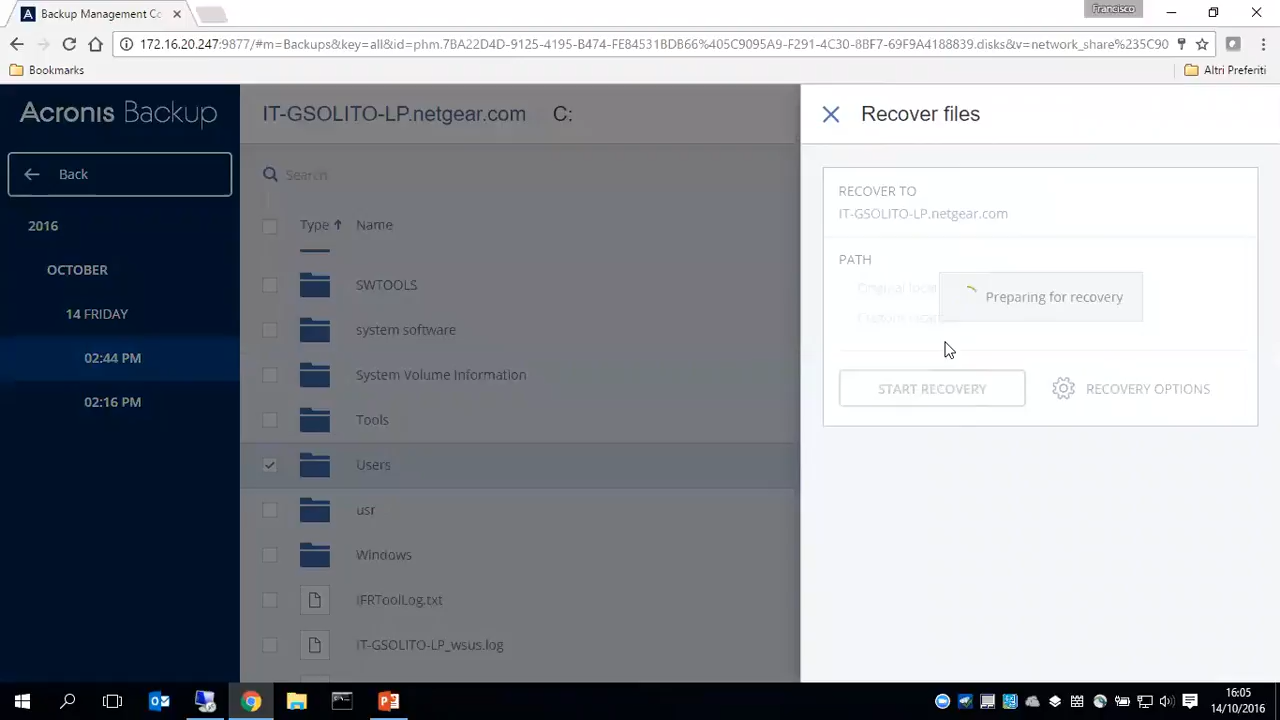 Backup Management Co
Francisco
172.16.20.247:9877/#m=Backups&key=all&id=phm.7BA22D4D-9125-4195-B474-FE84531BDB66%405C9095A9-F291-4C30-8BF7-69F9A4188839.disks&v=network_share%235C90
Bookmarks
Altri Preferiti
Acronis Backup
IT-GSOLITO-LP.netgear.com C:
Recover files
Back
Search
2016
OCTOBER
14 FRIDAY
02:44 PM
02:16 PM
Type Name
SWTOOLS
system software
System Volume Information
Tools
Users
usr
Windows
IFRToolLog.txt
IT-GSOLITO-LP_wsus.log
RECOVER TO
IT-GSOLITO-LP.netgear.com
PATH
Original
Preparing for recovery
START RECOVERY
RECOVERY OPTIONS
16:05
14/10/2016